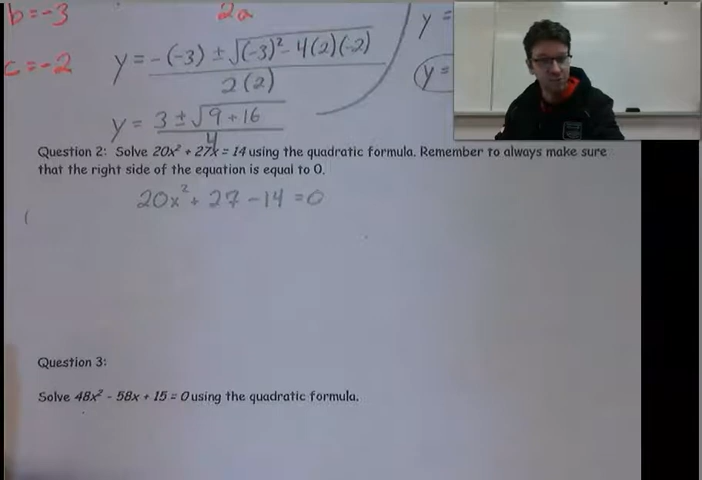 b = -3
2a
y =
c = -2
y = -(-3) ± √(-3)² - 4(2)(-2)
2(2)
y =
y = 3 ± √9 + 16
4
Question 2: Solve 20x² + 27x = 14 using the quadratic formula. Remember to always make sure
that the right side of the equation is equal to 0.
20x² + 27 - 14 = 0
Question 3:
Solve 48x² - 58x + 15 = 0 using the quadratic formula.